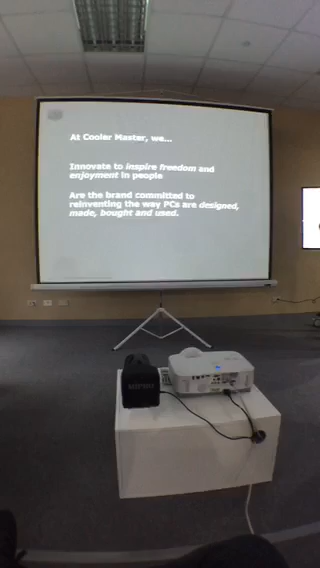 At Cooler Master, we...
Innovate to inspire freedom and
enjoyment in people
Are the brand committed to
reinventing the way PCs are designed,
made, bought and used.